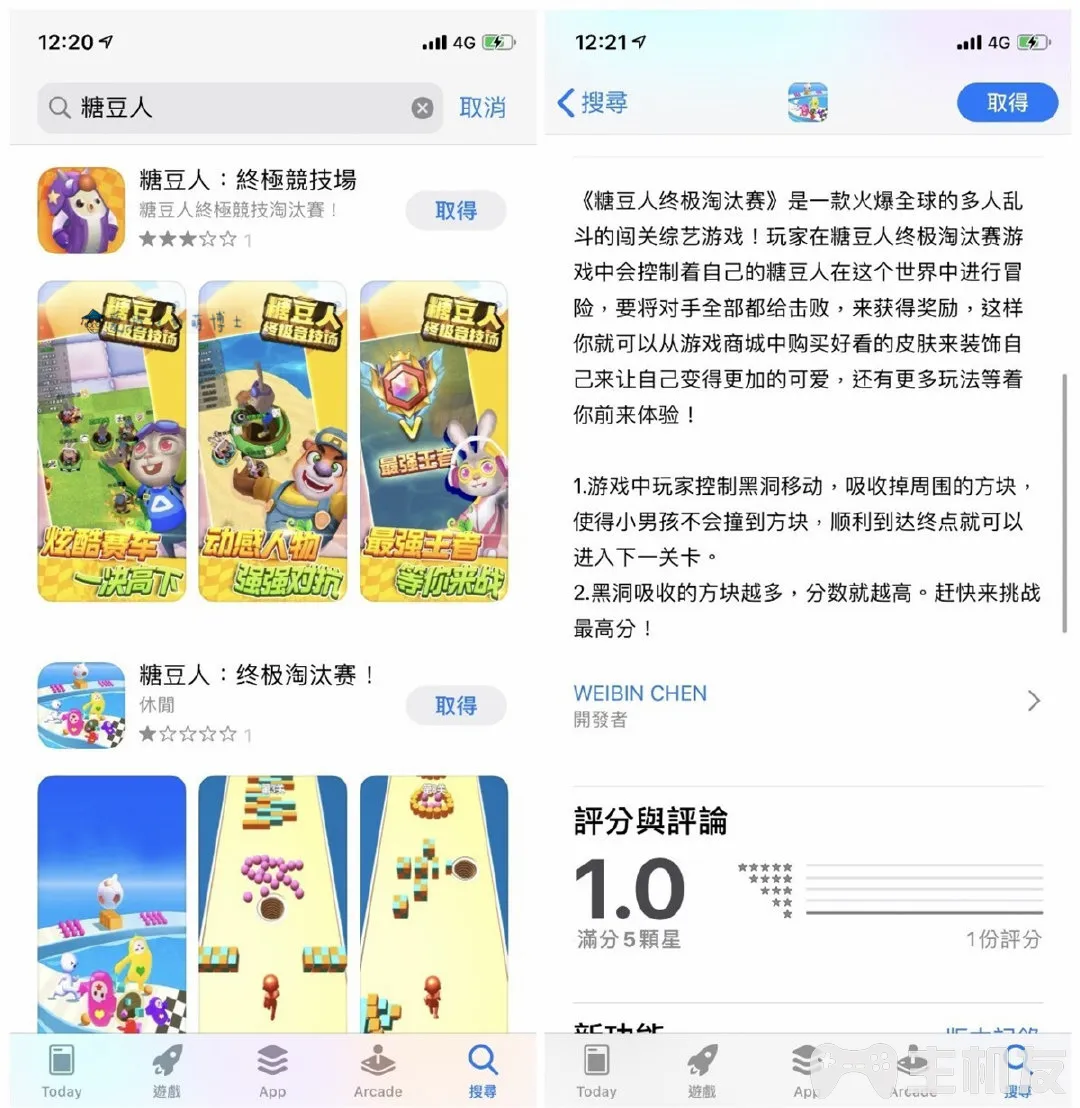 12:20
4G
糖豆人
取消
糖豆人：終極競技場
糖豆人終極競技淘汰賽！
取得
1
糖豆人
终极竞技场
博士
糖豆人
终极竞技场
糖豆人
终极竞技场
最强王者
炫酷赛车
一决高下
动感人物
强强对抗
最强王者
等你来战
糖豆人：终极淘汰赛！
休閒
取得
1
Today
遊戲
App
Arcade
搜尋
12:21
4G
搜尋
取得
《糖豆人终极淘汰赛》是一款火爆全球的多人乱
斗的闯关综艺游戏！玩家在糖豆人终极淘汰赛游
戏中会控制着自己的糖豆人在这个世界中进行冒
险，要将对手全部都给击败，来获得奖励，这样
你就可以从游戏商城中购买好看的皮肤来装饰自
己来让自己变得更加的可爱，还有更多玩法等着
你前来体验！
1.游戏中玩家控制黑洞移动，吸收掉周围的方块，
使得小男孩不会撞到方块，顺利到达终点就可以
进入下一关卡。
2.黑洞吸收的方块越多，分数就越高。赶快来挑战
最高分！
WEIBIN CHEN
開發者
評分與評論
1.0
滿分 5 顆星
1份評分
新功能
版本記錄
Today
遊戲
App
Arcade
搜尋
主机友